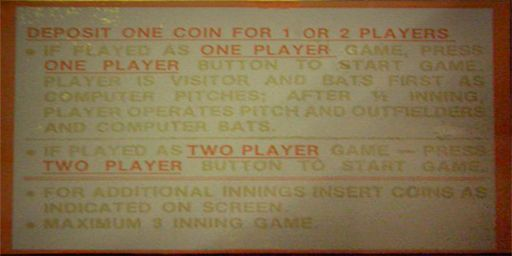 DEPOSIT ONE COIN FOR 1 OR 2 PLAYERS
• IF PLAYED AS ONE PLAYER GAME, PRESS
ONE PLAYER BUTTON TO START GAME.
PLAYER IS VISITOR AND BATS FIRST AS
COMPUTER PITCHES; AFTER ½ INNING,
PLAYER OPERATES PITCH AND OUTFIELDERS
AND COMPUTER BATS.
• IF PLAYED AS TWO PLAYER GAME — PRESS
TWO PLAYER BUTTON TO START GAME.
• FOR ADDITIONAL INNINGS INSERT COINS AS
INDICATED ON SCREEN.
• MAXIMUM 3 INNING GAME.